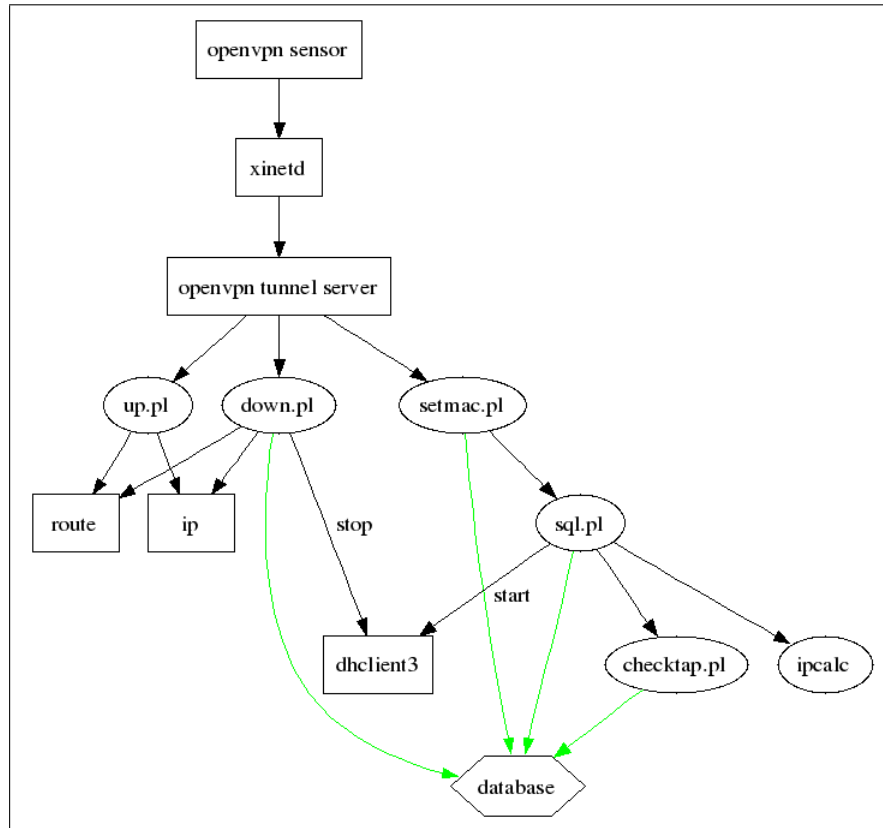 openvpn sensor
xinetd
openvpn tunnel server
up.pl
down.pl
setmac.pl
route
ip
stop
sql.pl
start
dhclient3
checktap.pl
ipcalc
database